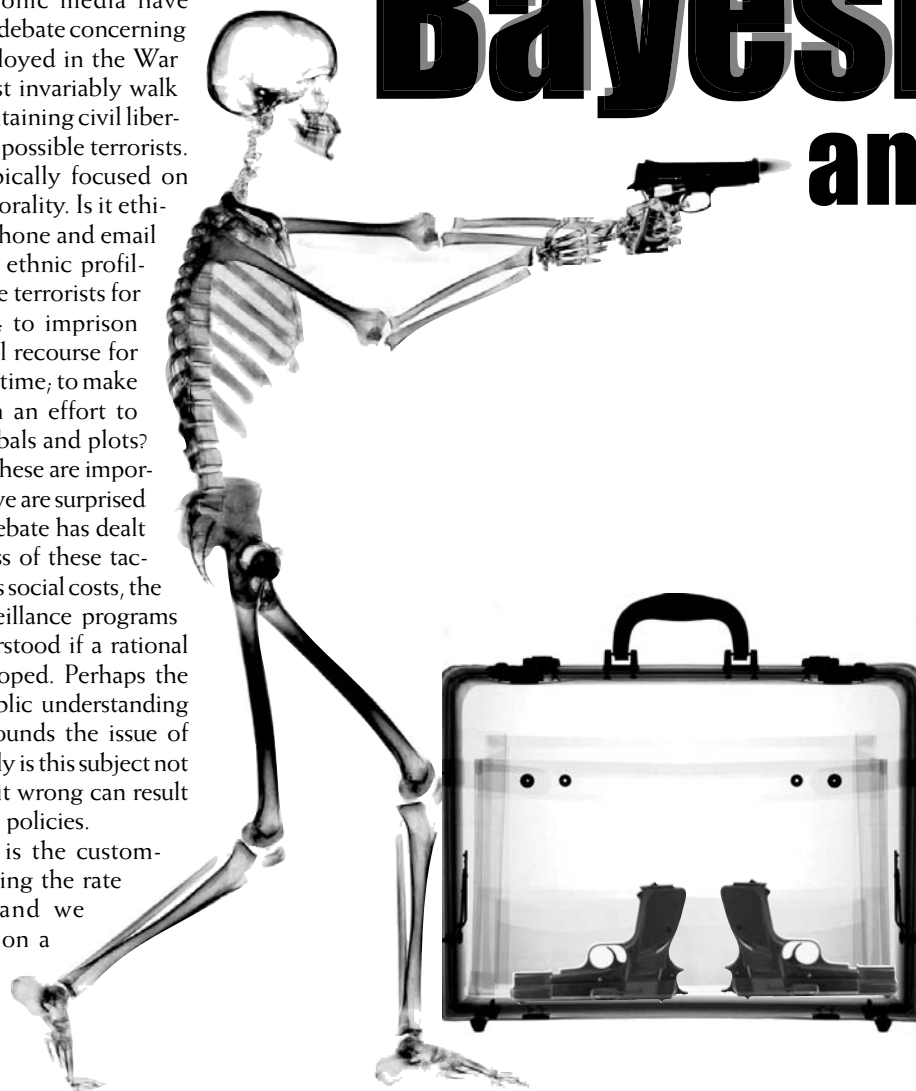 Bayes
an
onic media have
debate concerning
loyed in the War
st invariably walk
taining civil liber-
possible terrorists.
pically focused on
orality. Is it ethi-
hone and email
ethnic profil-
e terrorists for
; to imprison
l recourse for
time; to make
n an effort to
bals and plots?
hese are impor-
ve are surprised
ebate has dealt
ss of these tac-
s social costs, the
eillance programs
rstood if a rational
oped. Perhaps the
blic understanding
ounds the issue of
ly is this subject not
it wrong can result
policies.
is the custom-
ing the rate
and we
on a